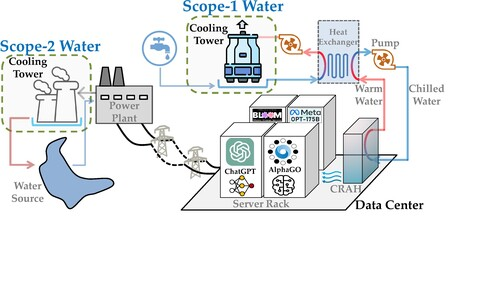 Scope-1 Water
Cooling
Tower
Heat
Exchanger
Pump
Scope-2 Water
Cooling
Tower
Power
Plant
Warm
Water
Chilled
Water
BLOOM
Meta
OPT-175B
ChatGPT
AlphaGO
Water
Source
Server Rack
CRAH
Data Center